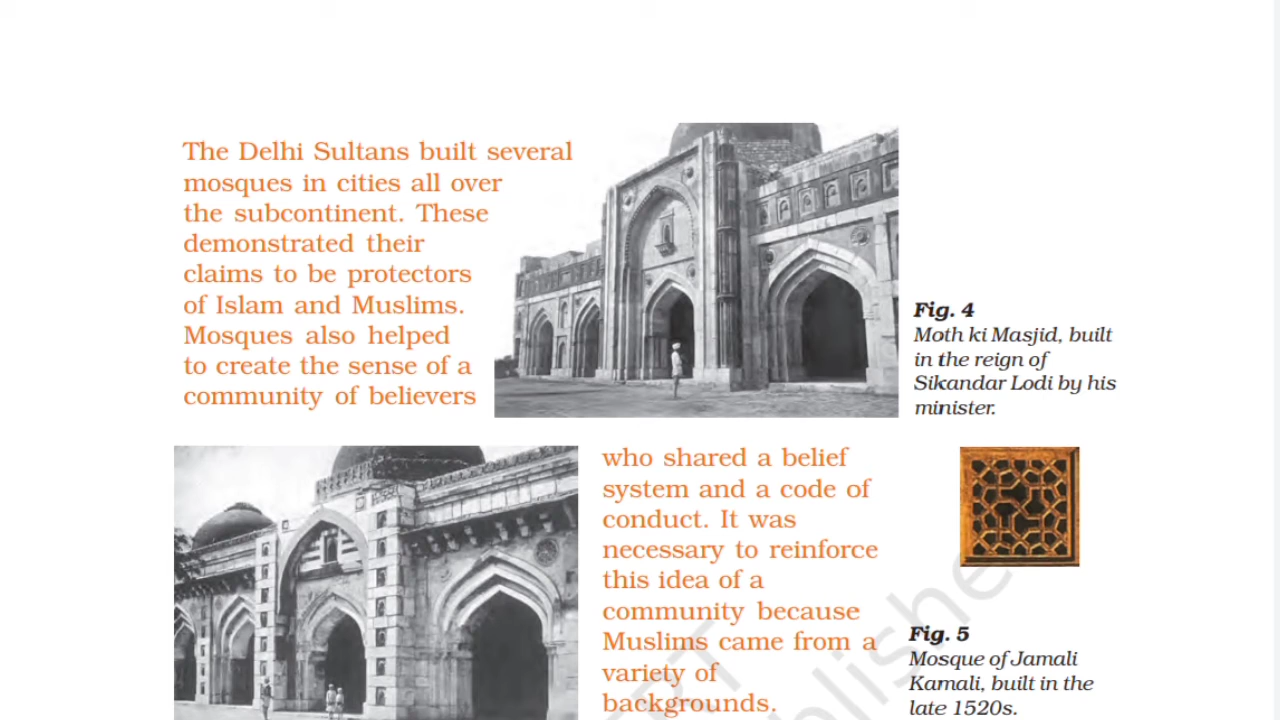 The Delhi Sultans built several
mosques in cities all over
the subcontinent. These
demonstrated their
claims to be protectors
of Islam and Muslims.
Mosques also helped
to create the sense of a
community of believers
Fig. 4
Moth ki Masjid, built
in the reign of
Sikandar Lodi by his
minister.
who shared a belief
system and a code of
conduct. It was
necessary to reinforce
this idea of a
community because
Muslims came from a
variety of
backgrounds.
Fig. 5
Mosque of Jamali
Kamali, built in the
late 1520s.